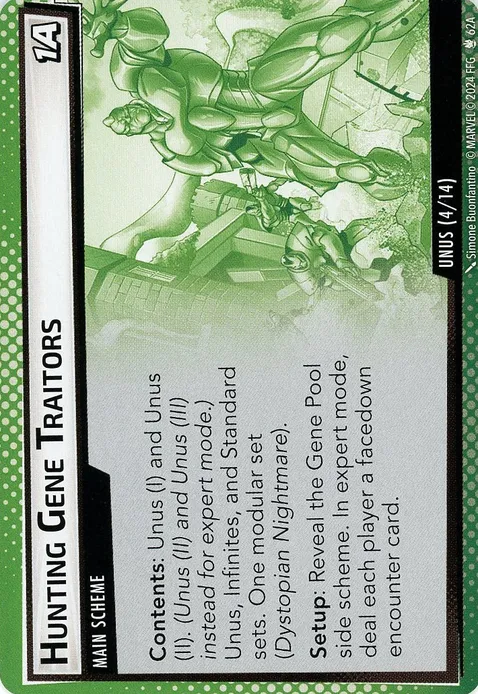 HUNTING GENE TRAITORS
1A
MAIN SCHEME
Contents: Unus (I) and Unus
(II). (Unus (II) and Unus (III)
instead for expert mode.)
Unus, Infinites, and Standard
sets. One modular set
(Dystopian Nightmare).
Setup: Reveal the Gene Pool
side scheme. In expert mode,
deal each player a facedown
encounter card.
UNUS (4/14)
Simone Buonfantino © MARVEL © 2024 FFG 62A